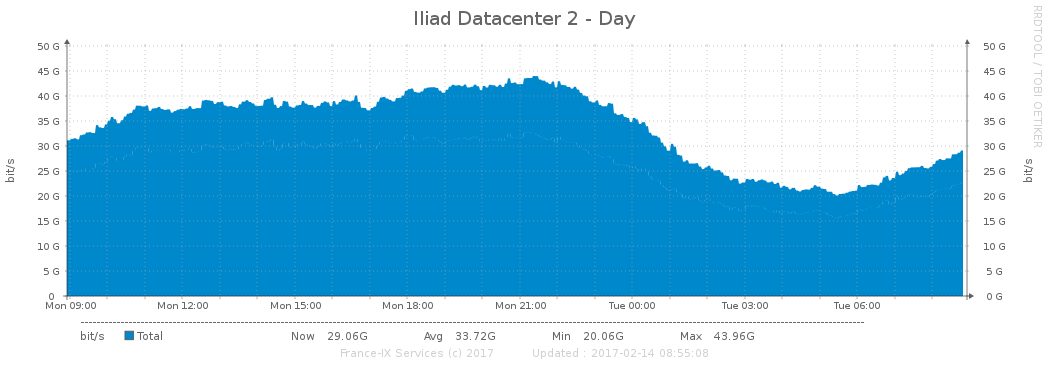 Iliad Datacenter 2 - Day
RRDTOOL / TOBI OETIKER
bit/s
50 G 50 G
45 G 45 G
40 G 40 G
35 G 35 G
30 G 30 G
25 G 25 G
20 G 20 G
15 G 15 G
10 G 10 G
5 G 5 G
0 0 G
bit/s
Mon 09:00 Mon 12:00 Mon 15:00 Mon 18:00 Mon 21:00 Tue 00:00 Tue 03:00 Tue 06:00
bit/s Total Now 29.06G Avg 33.72G Min 20.06G Max 43.96G
France-IX Services (c) 2017 Updated : 2017-02-14 08:55:08